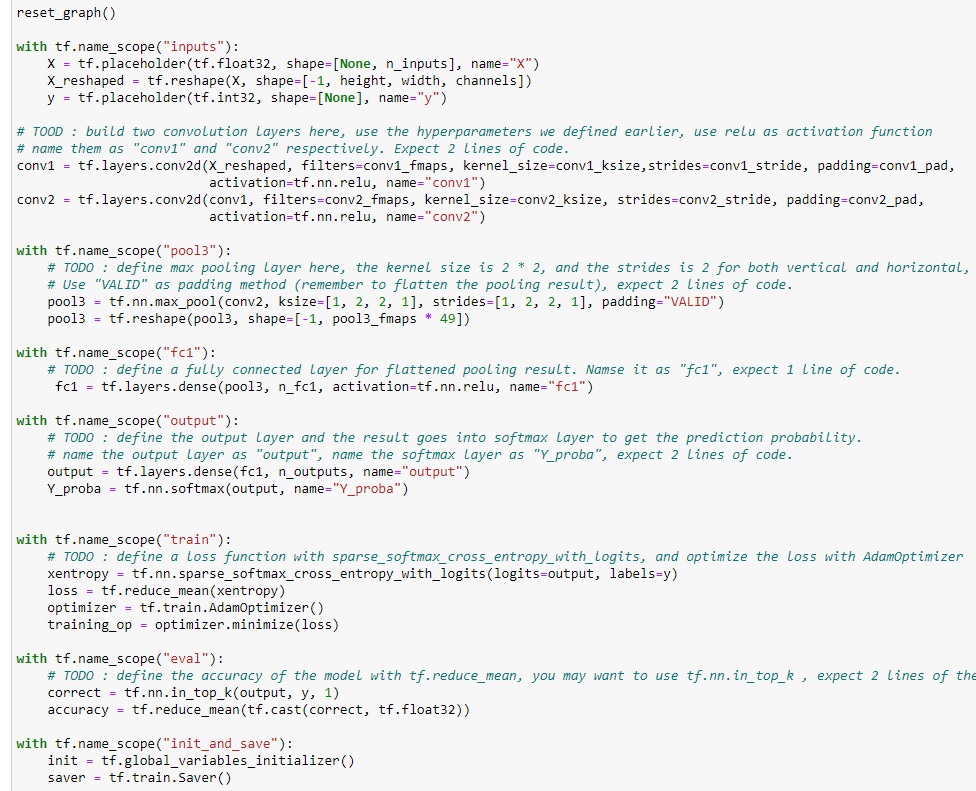 reset_graph()
with tf.name_scope("inputs"):
    X = tf.placeholder(tf.float32, shape=[None, n_inputs], name="X")
    X_reshaped = tf.reshape(X, shape=[-1, height, width, channels])
    y = tf.placeholder(tf.int32, shape=[None], name="y")
# TOOD : build two convolution layers here, use the hyperparameters we defined earlier, use relu as activation function
# name them as "conv1" and "conv2" respectively. Expect 2 lines of code.
conv1 = tf.layers.conv2d(X_reshaped, filters=conv1_fmaps, kernel_size=conv1_ksize,strides=conv1_stride, padding=conv1_pad,
                         activation=tf.nn.relu, name="conv1")
conv2 = tf.layers.conv2d(conv1, filters=conv2_fmaps, kernel_size=conv2_ksize, strides=conv2_stride, padding=conv2_pad,
                         activation=tf.nn.relu, name="conv2")
with tf.name_scope("pool3"):
    # TODO : define max pooling layer here, the kernel size is 2 * 2, and the strides is 2 for both vertical and horizontal,
    # Use "VALID" as padding method (remember to flatten the pooling result), expect 2 lines of code.
    pool3 = tf.nn.max_pool(conv2, ksize=[1, 2, 2, 1], strides=[1, 2, 2, 1], padding="VALID")
    pool3 = tf.reshape(pool3, shape=[-1, pool3_fmaps * 49])
with tf.name_scope("fc1"):
    # TODO : define a fully connected layer for flattened pooling result. Namse it as "fc1", expect 1 line of code.
     fc1 = tf.layers.dense(pool3, n_fc1, activation=tf.nn.relu, name="fc1")
with tf.name_scope("output"):
    # TODO : define the output layer and the result goes into softmax layer to get the prediction probability.
    # name the output layer as "output", name the softmax layer as "Y_proba", expect 2 lines of code.
    output = tf.layers.dense(fc1, n_outputs, name="output")
    Y_proba = tf.nn.softmax(output, name="Y_proba")
with tf.name_scope("train"):
    # TODO : define a loss function with sparse_softmax_cross_entropy_with_logits, and optimize the loss with AdamOptimizer
    xentropy = tf.nn.sparse_softmax_cross_entropy_with_logits(logits=output, labels=y)
    loss = tf.reduce_mean(xentropy)
    optimizer = tf.train.AdamOptimizer()
    training_op = optimizer.minimize(loss)
with tf.name_scope("eval"):
    # TODO : define the accuracy of the model with tf.reduce_mean, you may want to use tf.nn.in_top_k , expect 2 lines of the
    correct = tf.nn.in_top_k(output, y, 1)
    accuracy = tf.reduce_mean(tf.cast(correct, tf.float32))
with tf.name_scope("init_and_save"):
    init = tf.global_variables_initializer()
    saver = tf.train.Saver()